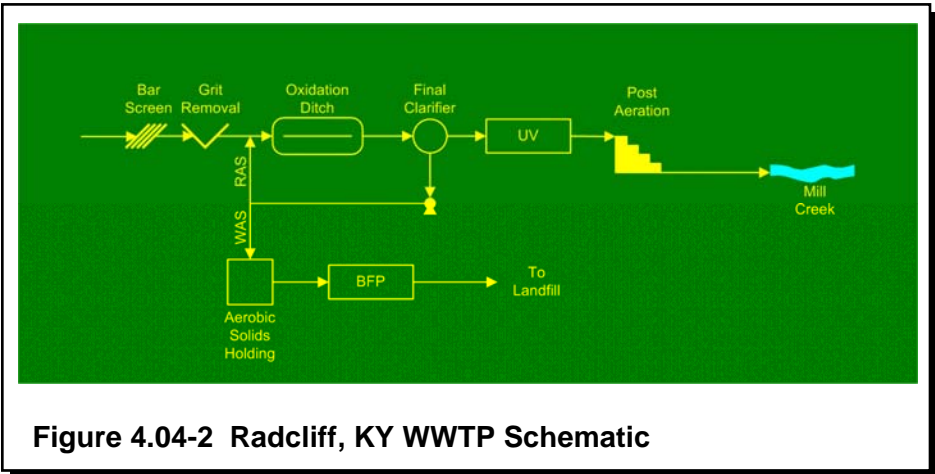 Bar
Screen
Grit
Removal
Oxidation
Ditch
Final
Clarifier
UV
Post
Aeration
RAS
WAS
Mill
Creek
BFP
To
Landfill
Aerobic
Solids
Holding
Figure 4.04-2 Radcliff, KY WWTP Schematic